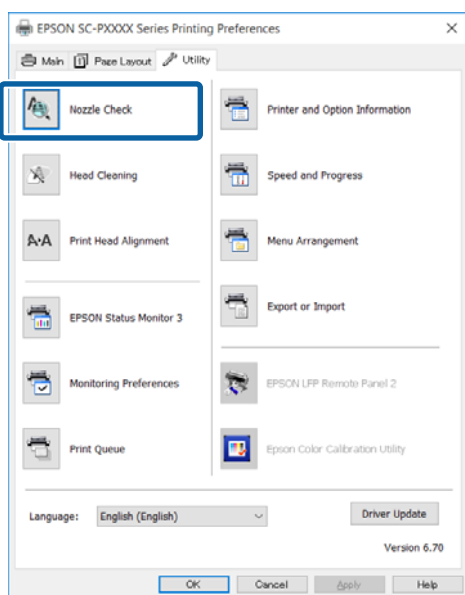 EPSON SC-PXXXX Series Printing Preferences
Main Page Layout Utility
Nozzle Check
Printer and Option Information
Head Cleaning
Speed and Progress
Print Head Alignment
Menu Arrangement
EPSON Status Monitor 3
Export or Import
Monitoring Preferences
EPSON LFP Remote Panel 2
Print Queue
Epson Color Calibration Utility
Language: English (English)
Driver Update
Version 6.70
OK Cancel Apply Help